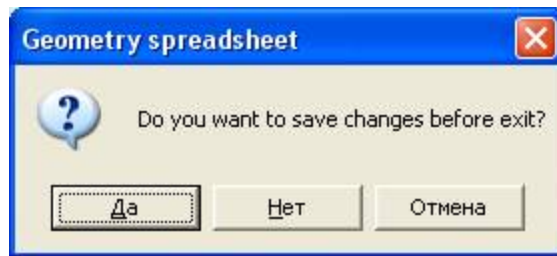 Geometry spreadsheet
Do you want to save changes before exit?
Да Нет Отмена